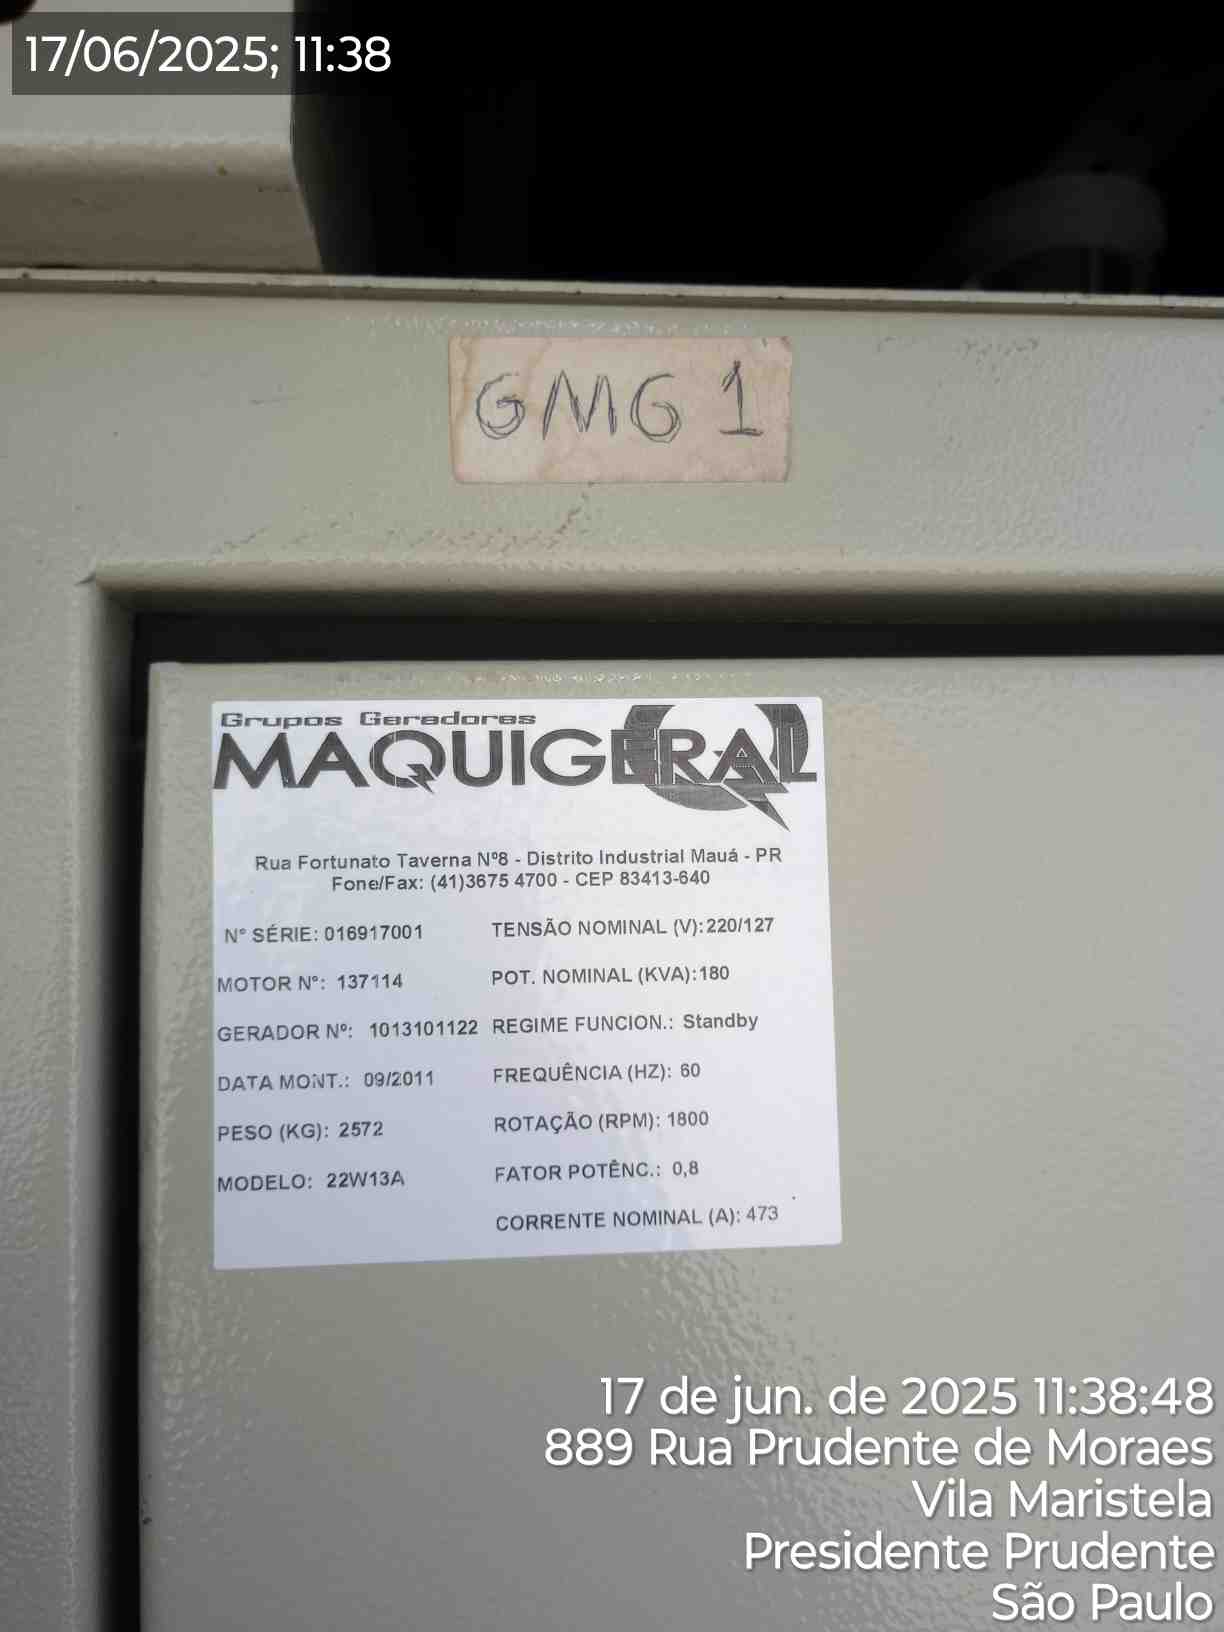 17/06/2025; 11:38
GMG 1
Grupos Geradores
MAQUIGERAL
Rua Fortunato Taverna Nº8 - Distrito Industrial Mauá - PR
Fone/Fax: (41)3675 4700 - CEP 83413-640
N° SÉRIE: 016917001
MOTOR N°: 137114
GERADOR Nº: 1013101122
DATA MONT.: 09/2011
PESO (KG): 2572
MODELO: 22W13A
TENSÃO NOMINAL (V): 220/127
POT. NOMINAL (KVA): 180
REGIME FUNCION.: Standby
FREQUÊNCIA (HZ): 60
ROTAÇÃO (RPM): 1800
FATOR POTÊNC.: 0,8
CORRENTE NOMINAL (A): 473
17 de jun. de 2025 11:38:48
889 Rua Prudente de Moraes
Vila Maristela
Presidente Prudente
São Paulo